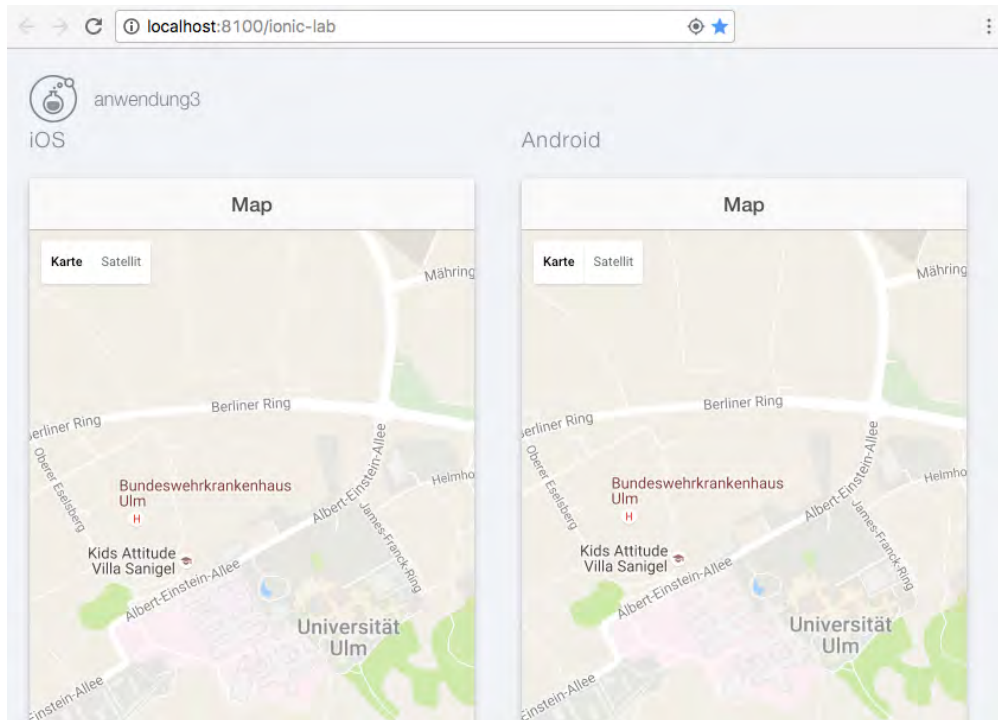 localhost:8100/ionic-lab
anwendung3
iOS
Map
Karte Satellit
Mähring
Berliner Ring
erliner Ring
Oberer Eselsberg
Albert-Einstein-Allee
Helmho
Bundeswehrkrankenhaus
Ulm
H
James-Franck-Ring
Kids Attitude
Villa Sanigel
Albert-Einstein-Allee
Universität
Ulm
Einstein-Allee
Android
Map
Karte Satellit
Mähring
Berliner Ring
erliner Ring
Oberer Eselsberg
Albert-Einstein-Allee
Helmho
Bundeswehrkrankenhaus
Ulm
H
James-Franck-Ring
Kids Attitude
Villa Sanigel
Albert-Einstein-Allee
Universität
Ulm
instein-Allee